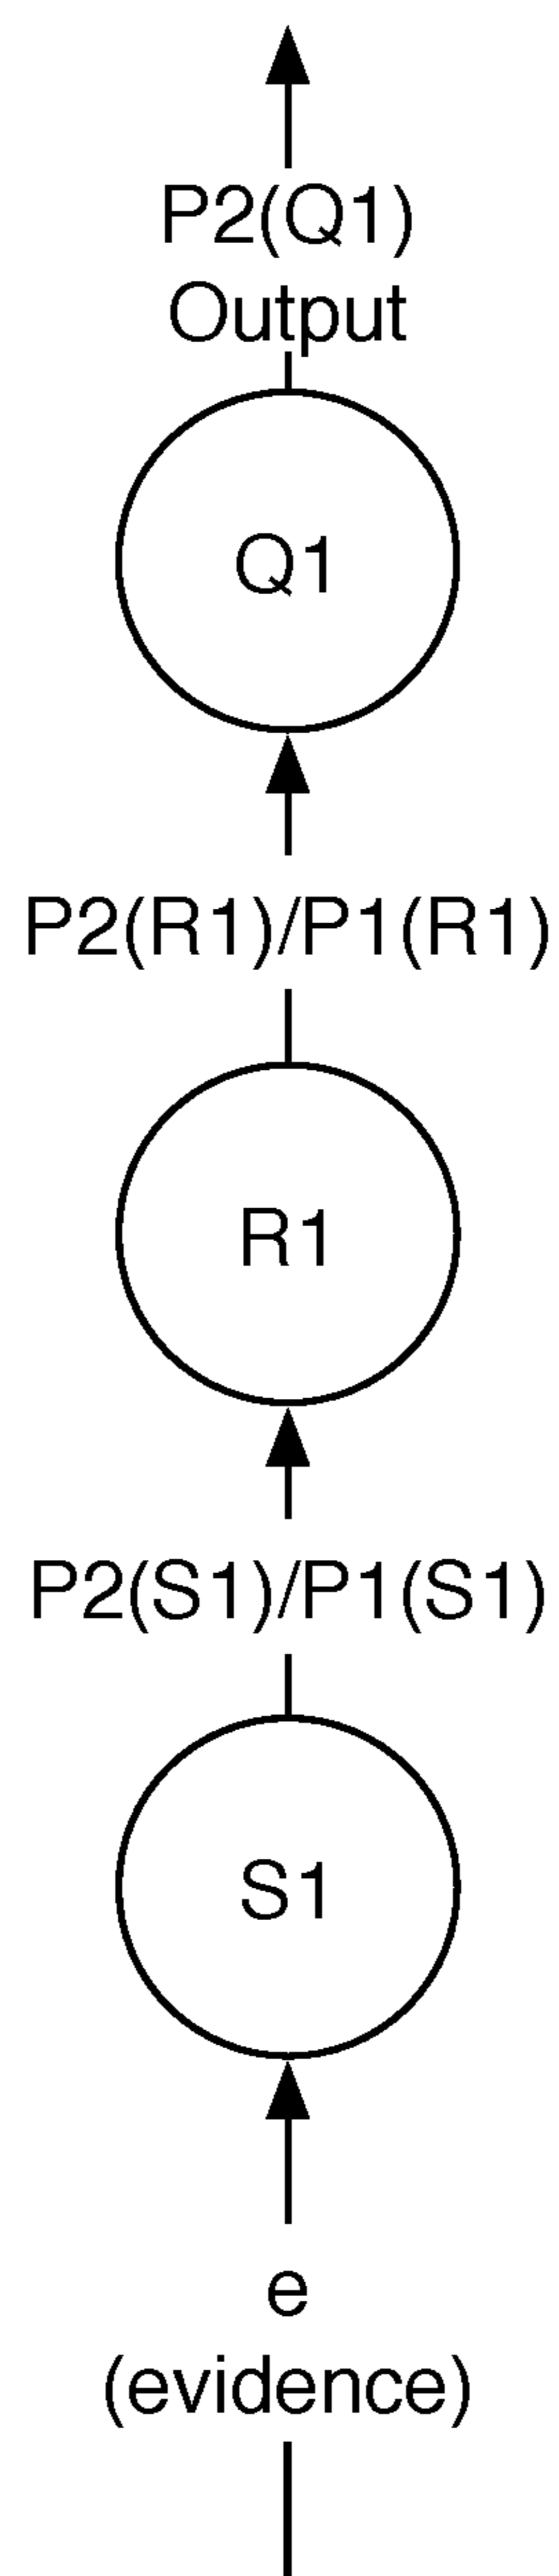 P2(Q1)
Output
Q1
P2(R1)/P1(R1)
R1
P2(S1)/P1(S1)
S1
e
(evidence)